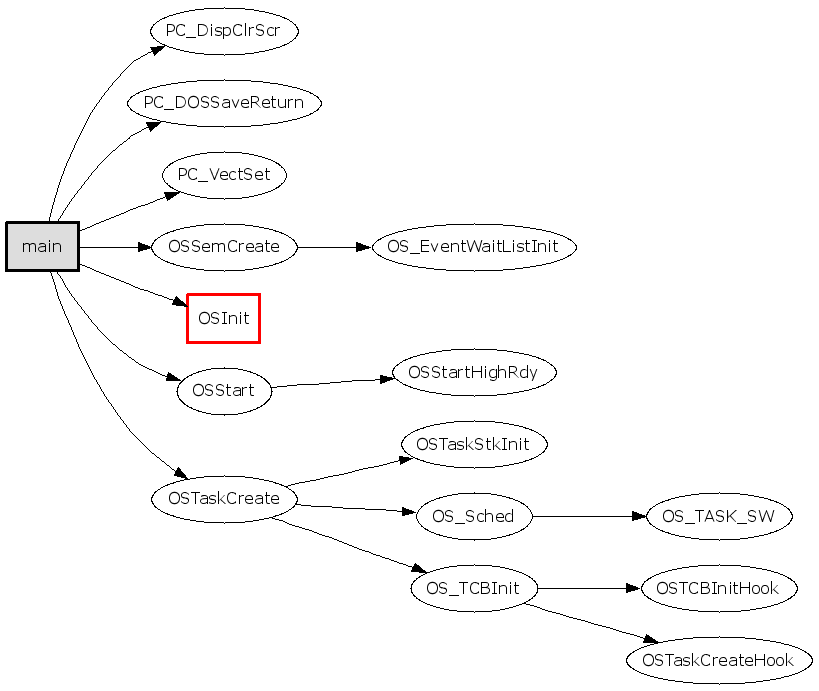 PC_DispClrScr
PC_DOSSaveReturn
PC_VectSet
main
OSSemCreate
OS_EventWaitListInit
OSInit
OSStart
OSStartHighRdy
OSTaskStkInit
OSTaskCreate
OS_Sched
OS_TASK_SW
OS_TCBInit
OSTCBInitHook
OSTaskCreateHook